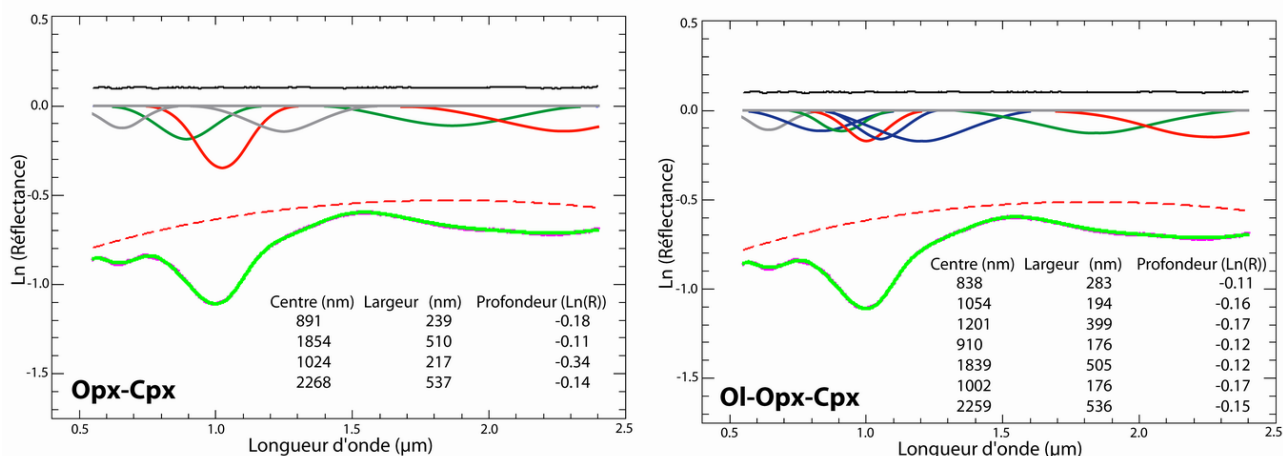 0.5
0.0
-0.5
-1.0
-1.5
Ln (Réflectance)
Centre (nm) Largeur (nm) Profondeur (Ln(R))
891 239 -0.18
1854 510 -0.11
1024 217 -0.34
2268 537 -0.14
Opx-Cpx
0.5 1.0 1.5 2.0 2.5
Longueur d'onde (µm)
0.5
0.0
-0.5
-1.0
-1.5
Ln (Réflectance)
Centre (nm) Largeur (nm) Profondeur (Ln(R))
838 283 -0.11
1054 194 -0.16
1201 399 -0.17
910 176 -0.12
1839 505 -0.12
1002 176 -0.17
2259 536 -0.15
Ol-Opx-Cpx
0.5 1.0 1.5 2.0 2.5
Longueur d'onde (µm)